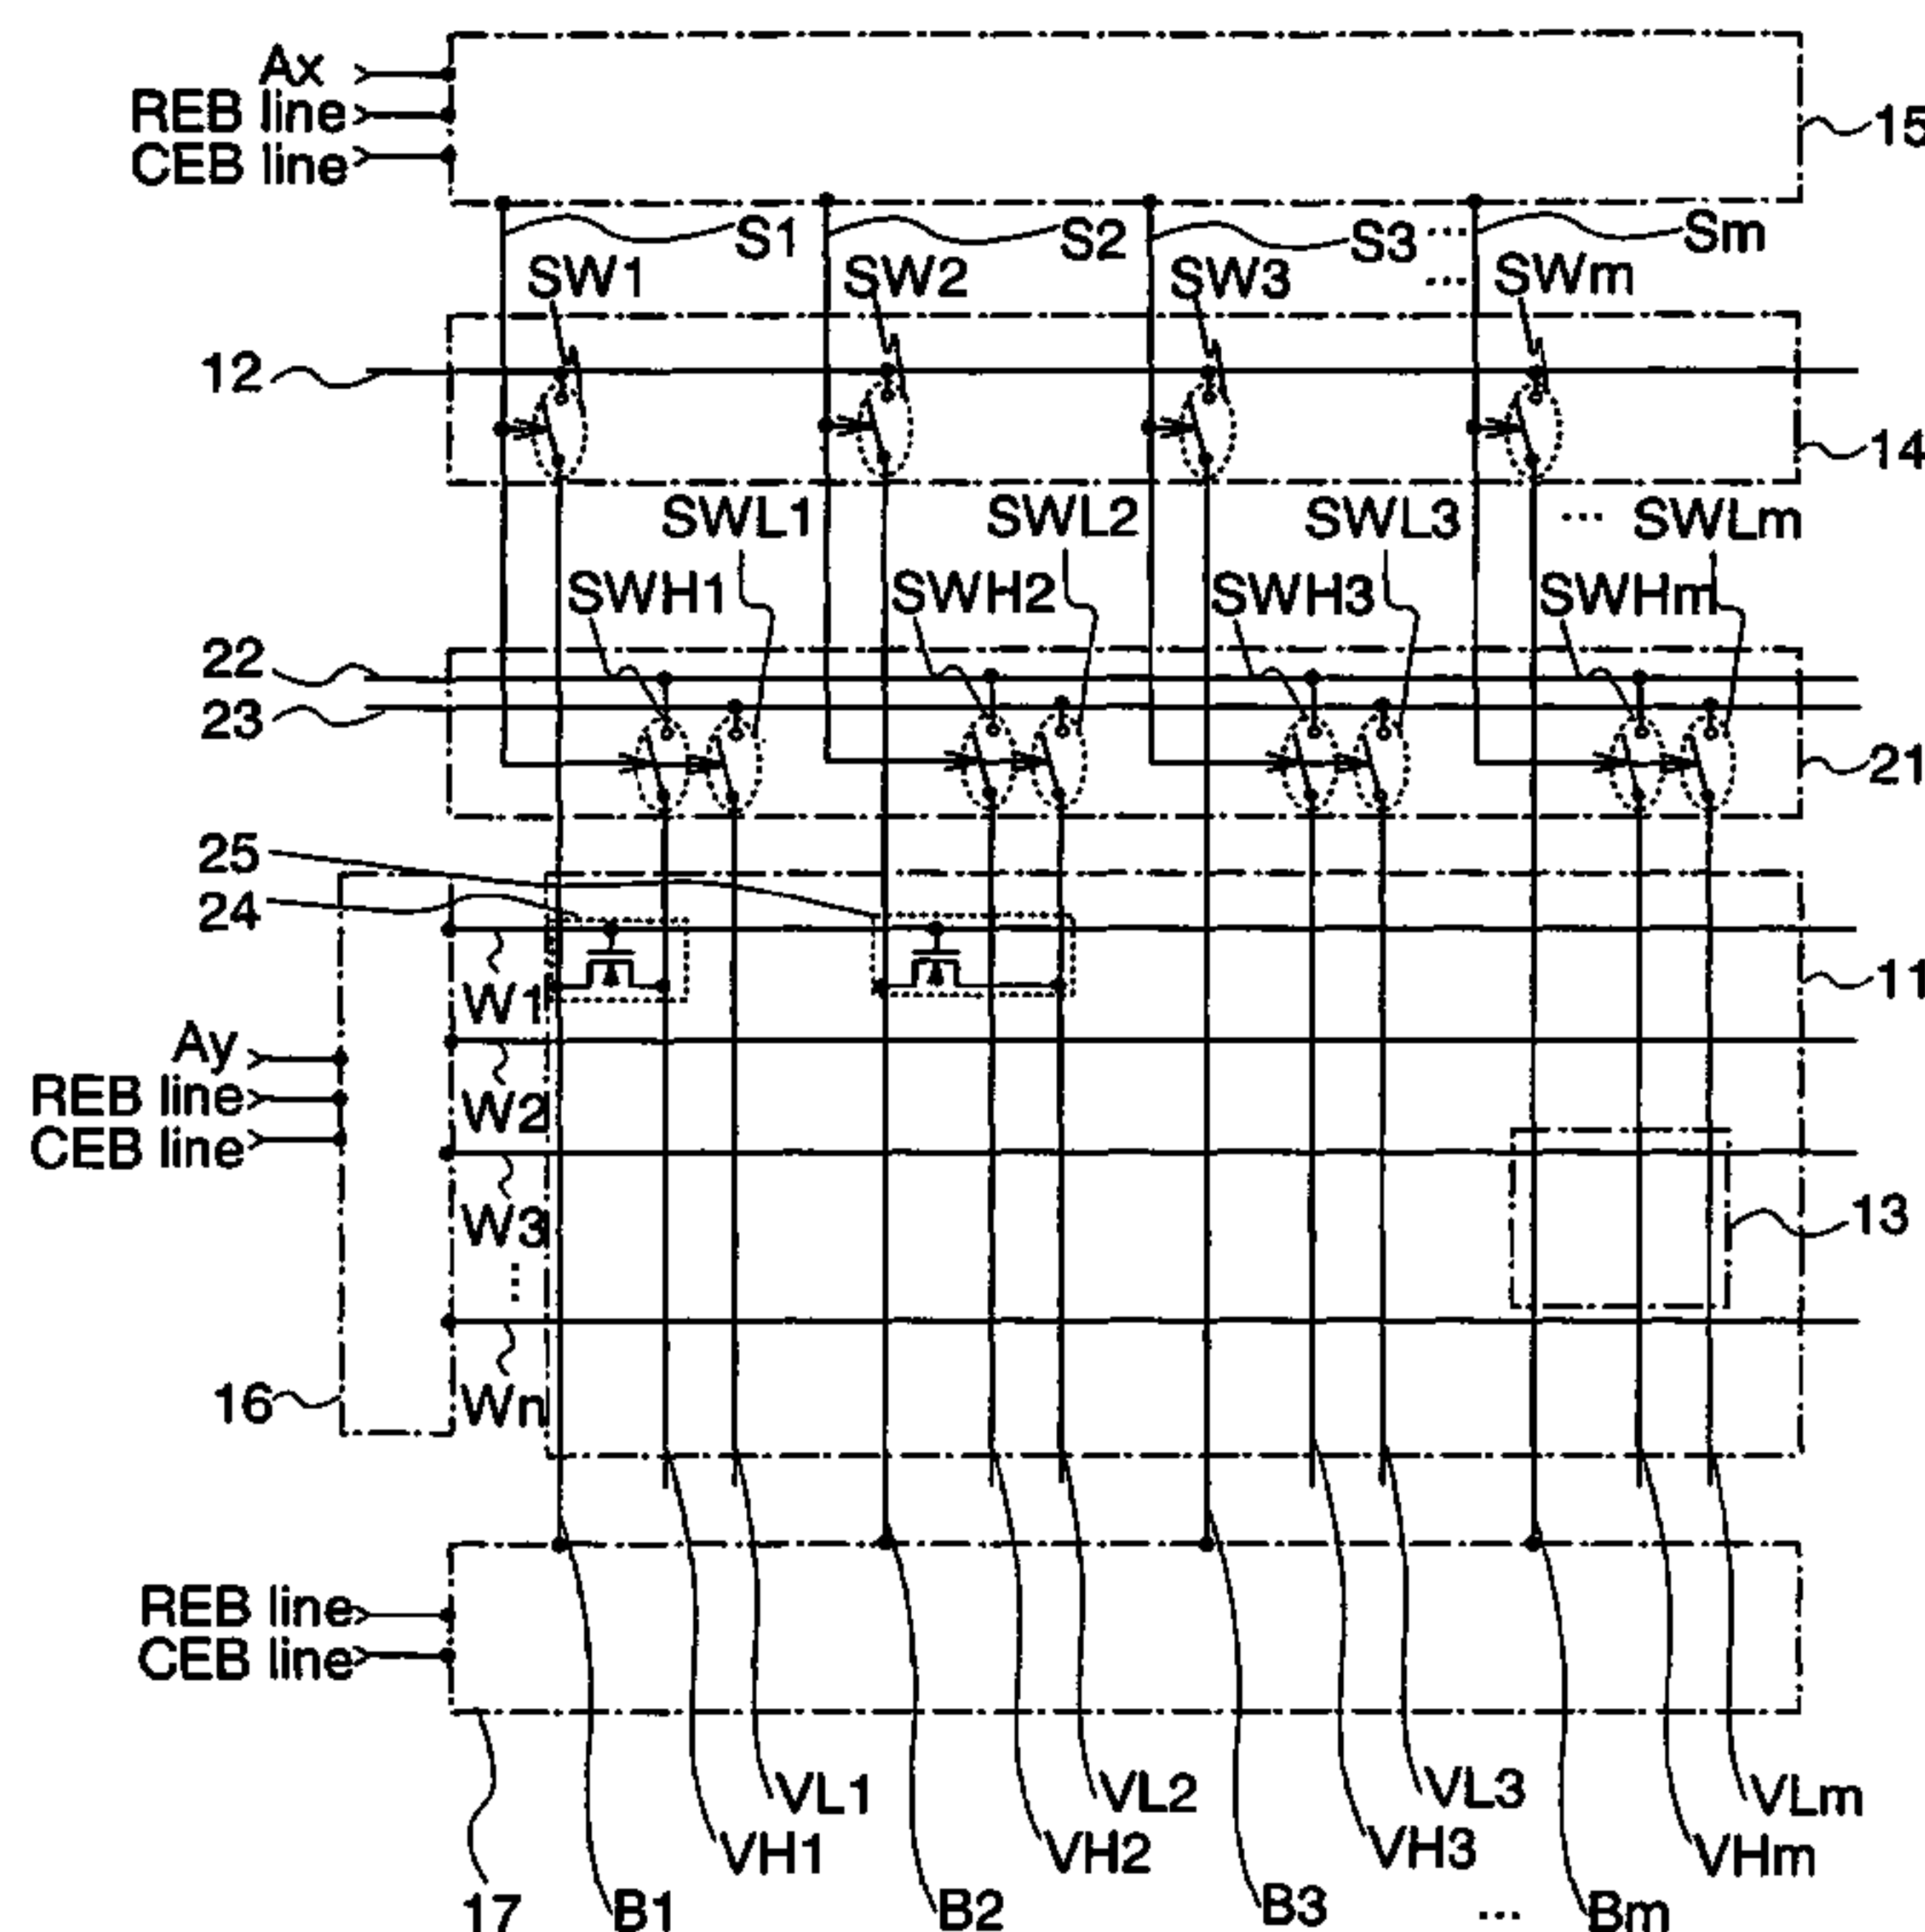 Ax
REB line
CEB line
15
S1 S2 S3 ... Sm
SW1 SW2 SW3 ... SWm
12
14
SWL1 SWL2 SWL3 ... SWLm
SWH1 SWH2 SWH3 SWHm
22
23
21
25
24
W1
11
Ay
REB line
CEB line
W2
W3
...
13
Wn
16
REB line
CEB line
VL1 VL2 VL3 VLm
VH1 VH2 VH3 VHm
17 B1 B2 B3 ... Bm